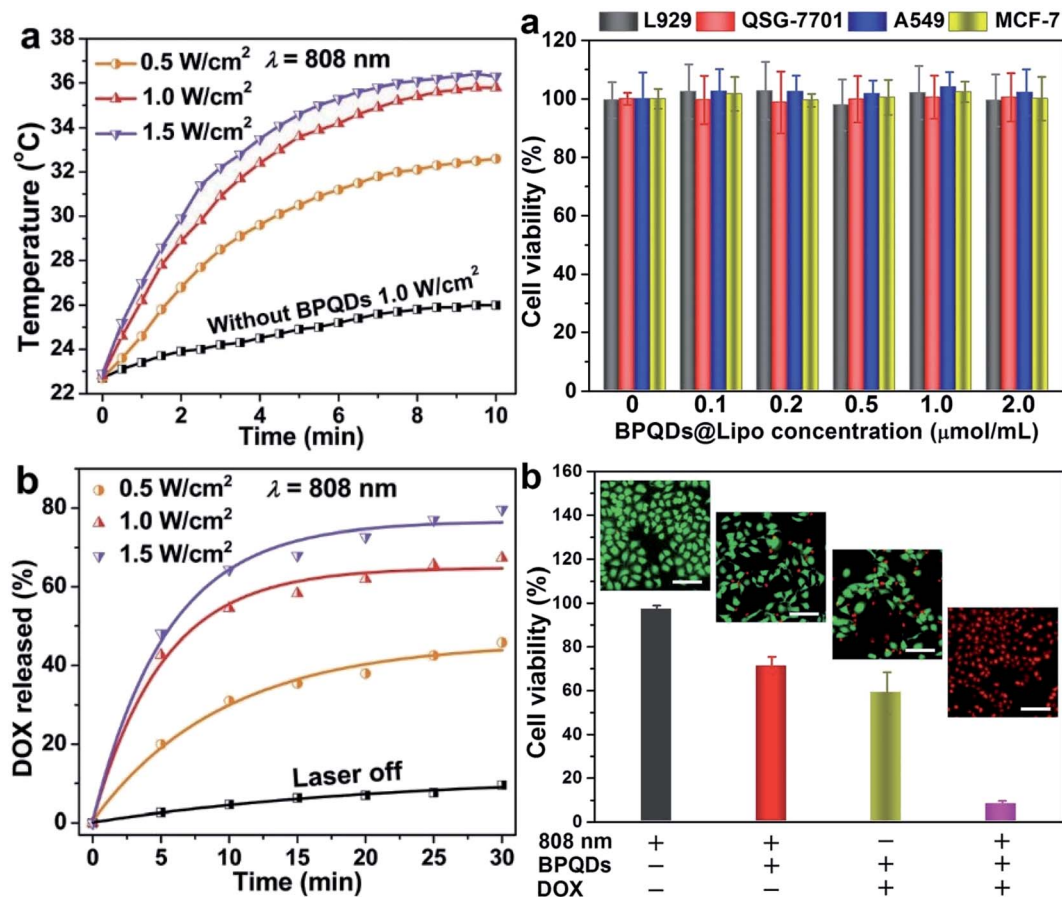 a
38
36
34
32
30
28
26
24
22
Temperature (°C)
0.5 W/cm²
λ = 808 nm
1.0 W/cm²
1.5 W/cm²
Without BPQDs 1.0 W/cm²
0 2 4 6 8 10
Time (min)
a
L929 QSG-7701 A549 MCF-7
120
100
80
60
40
20
0
Cell viability (%)
0 0.1 0.2 0.5 1.0 2.0
BPQDs@Lipo concentration (μmol/mL)
b
80
60
40
20
0
DOX released (%)
0.5 W/cm²
λ = 808 nm
1.0 W/cm²
1.5 W/cm²
Laser off
0 5 10 15 20 25 30
Time (min)
b
160
140
120
100
80
60
40
20
0
Cell viability (%)
808 nm + + − +
BPQDs − + + +
DOX − − + +